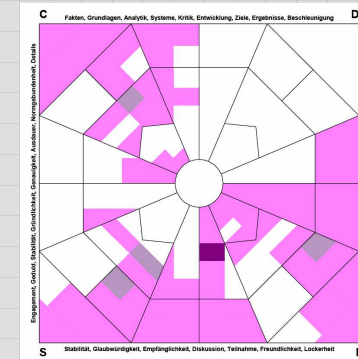 C
Fakten, Grundlagen, Analytik, Systeme, Kritik, Entwicklung, Ziele, Ergebnisse, Beschleunigung
D
Engagement, Geduld, Stabilität, Gründlichkeit, Genauigkeit, Ausdauer, Normgebundenheit, Details
S
Stabilität, Glaubwürdigkeit, Empfänglichkeit, Diskussion, Teilnahme, Freundlichkeit, Lockerheit